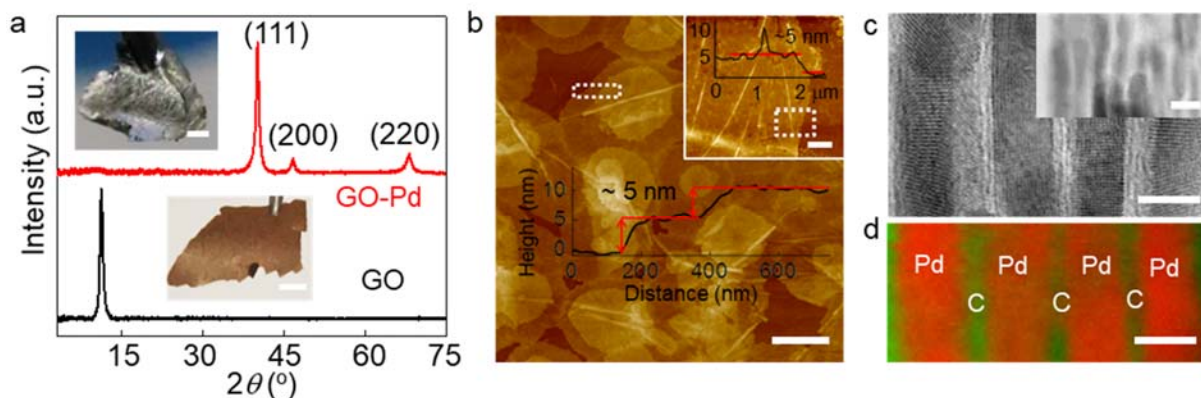 a
Intensity (a.u.)
(111)
(200)
(220)
GO-Pd
GO
15 30 45 60 75
2θ (º)
b
10
5
0
~5 nm
0 1 2 μm
Height (nm)
10
5
0
~ 5 nm
0 200 400 600
Distance (nm)
c
d
Pd Pd Pd Pd
C C C